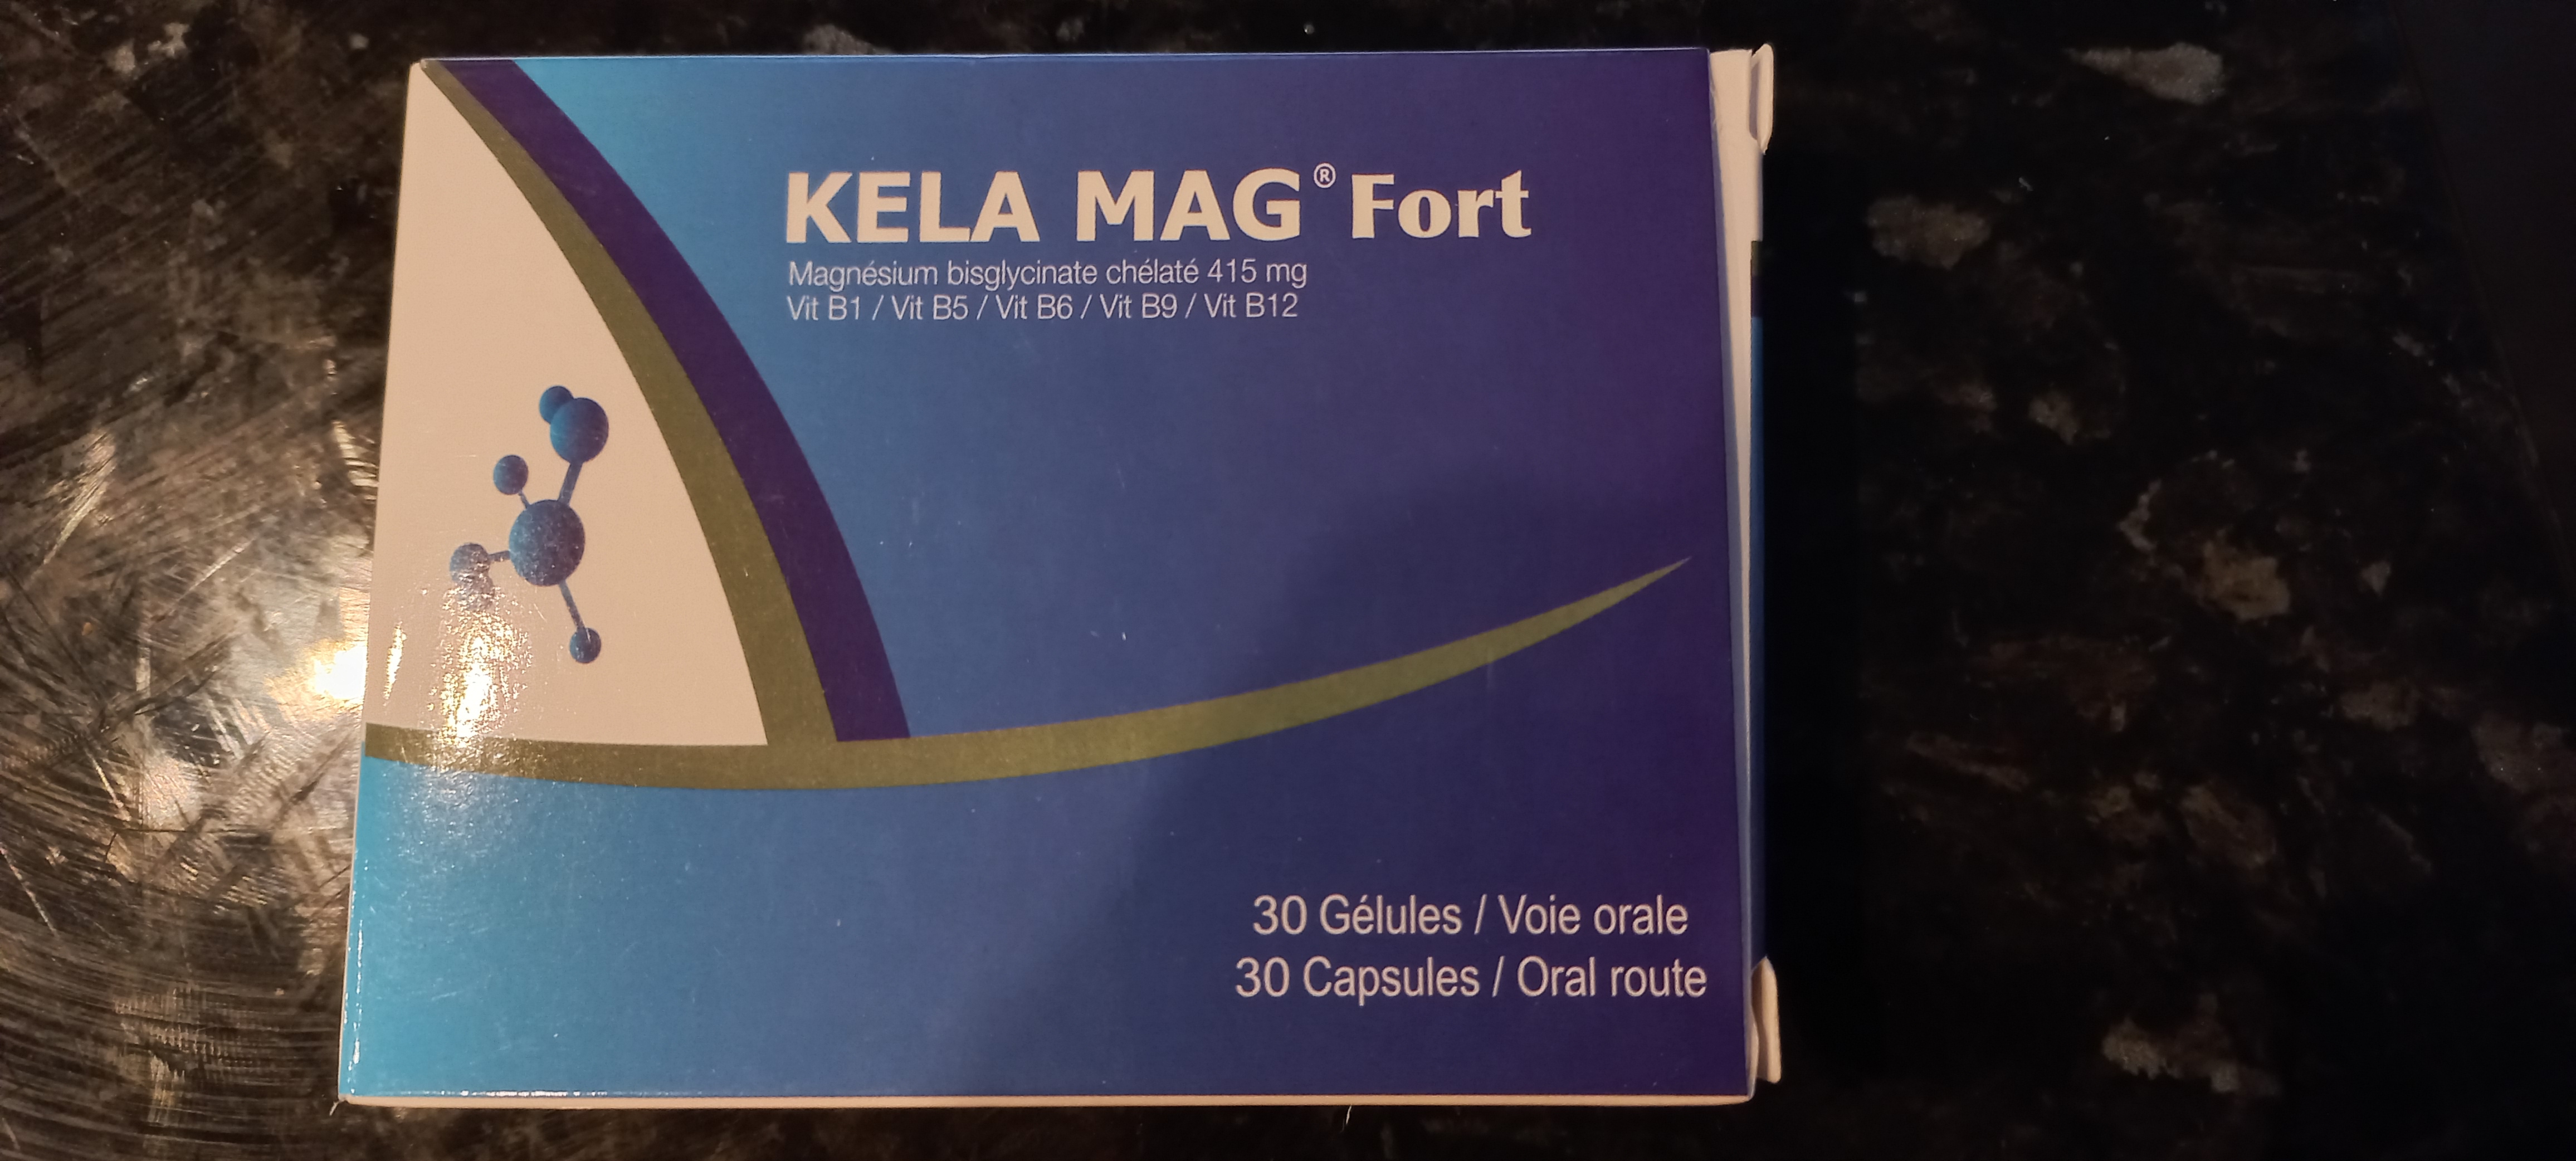 KELA MAG® Fort
Magnésium bisglycinate chélaté 415 mg
Vit B1 / Vit B5 / Vit B6 / Vit B9 / Vit B12
30 Gélules / Voie orale
30 Capsules / Oral route